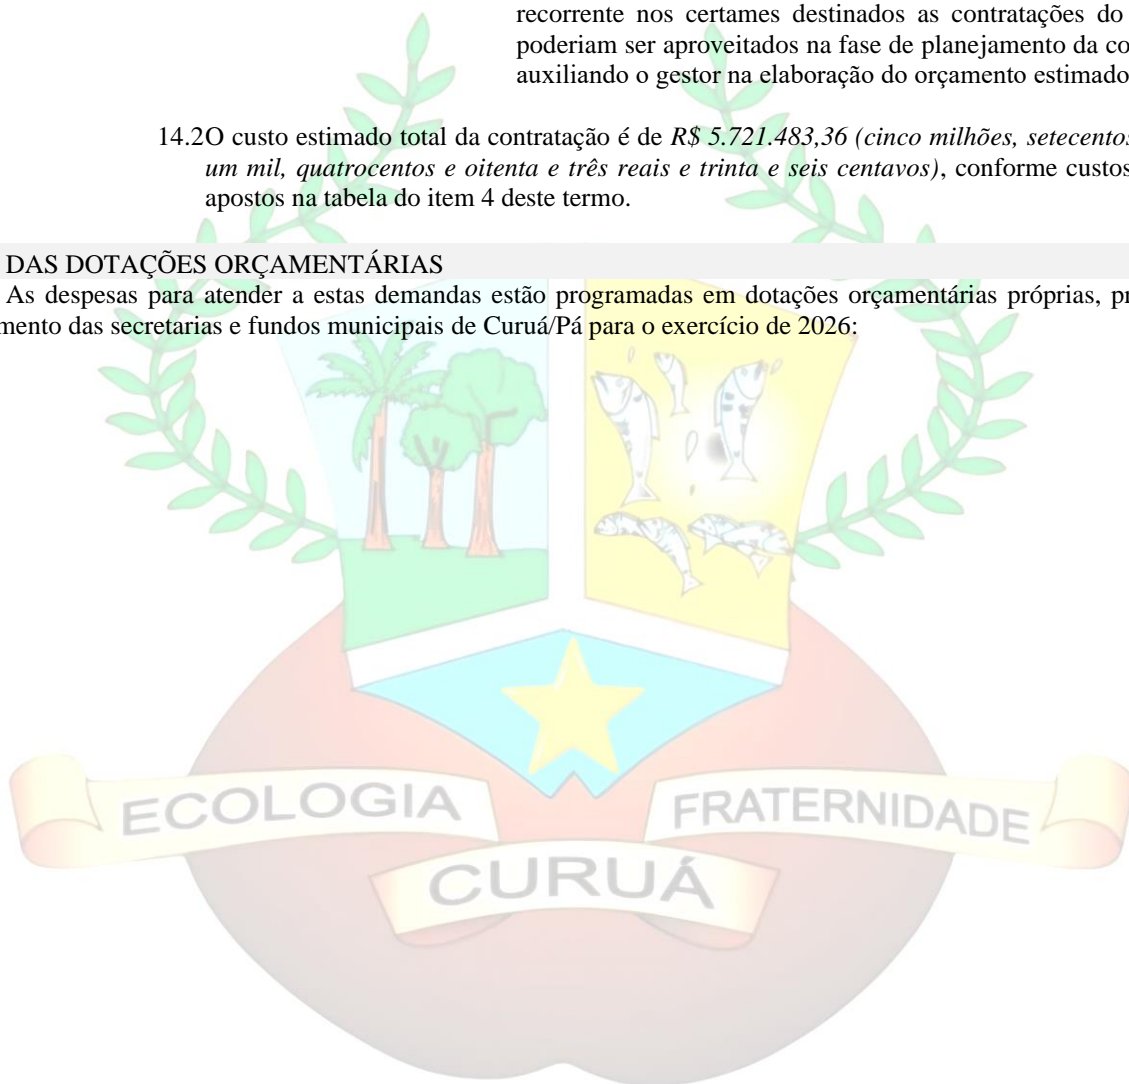 recorrente nos certames destinados as contratações do
poderiam ser aproveitados na fase de planejamento da co
auxiliando o gestor na elaboração do orçamento estimado
14.2O custo estimado total da contratação é de R$ 5.721.483,36 (cinco milhões, setecentos
um mil, quatrocentos e oitenta e três reais e trinta e seis centavos), conforme custos
apostos na tabela do item 4 deste termo.
DAS DOTAÇÕES ORÇAMENTÁRIAS
As despesas para atender a estas demandas estão programadas em dotações orçamentárias próprias, pr
mento das secretarias e fundos municipais de Curuá/Pá para o exercício de 2026:
ECOLOGIA
FRATERNIDADE
CURUÁ